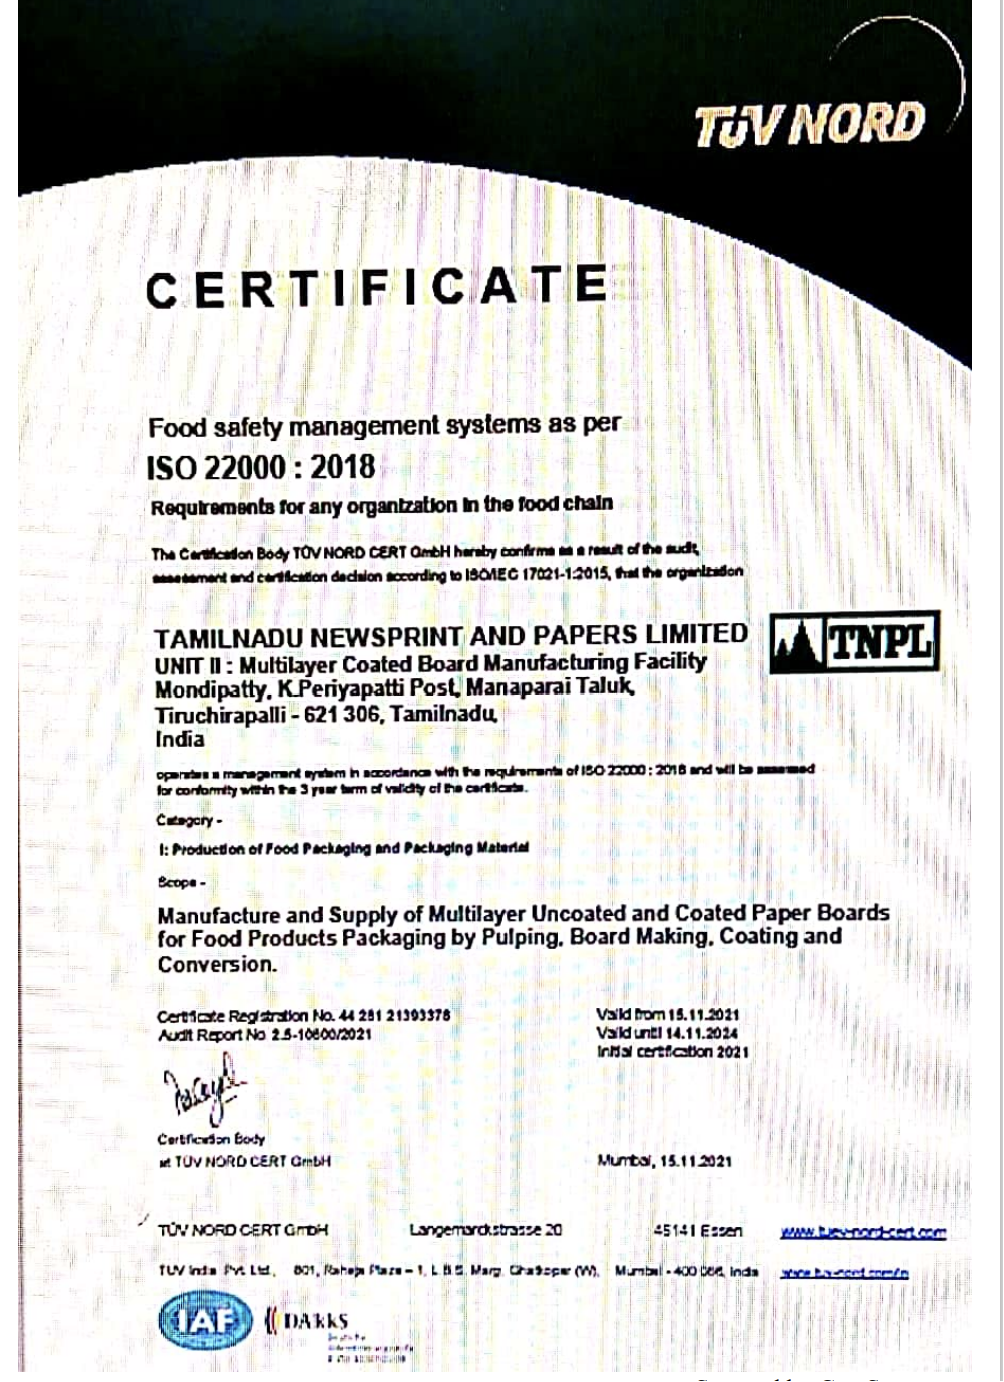 TÜV NORD
CERTIFICATE
Food safety management systems as per
ISO 22000 : 2018
Requirements for any organization in the food chain
The Certification Body TÜV NORD CERT GmbH hereby confirms as a result of the audit,
assessment and certification decision according to ISO/IEC 17021-1:2015, that the organization
TAMILNADU NEWSPRINT AND PAPERS LIMITED
TNPL
UNIT II : Multilayer Coated Board Manufacturing Facility
Mondipatty, K.Periyapatti Post, Manaparai Taluk,
Tiruchirapalli - 621 306, Tamilnadu,
India
operates a management system in accordance with the requirements of ISO 22000 : 2018 and will be assessed
for conformity within the 3 year term of validity of the certificate.
Category -
I: Production of Food Packaging and Packaging Material
Scope -
Manufacture and Supply of Multilayer Uncoated and Coated Paper Boards
for Food Products Packaging by Pulping, Board Making, Coating and
Conversion.
Certificate Registration No. 44 281 21393378
Audit Report No 2.5-10600/2021
Valid from 15.11.2021
Valid until 14.11.2024
Initial certification 2021
Certification Body
at TÜV NORD CERT GmbH
Mumbai, 15.11.2021
TÜV NORD CERT GmbH Langemarckstrasse 20 45141 Essen www.tuev-nord-cert.com
TUV India Pvt. Ltd., 801, Raheja Plaza – 1, L.B.S. Marg, Ghatkopar (W), Mumbai - 400 086, India
IAF
DAkkS